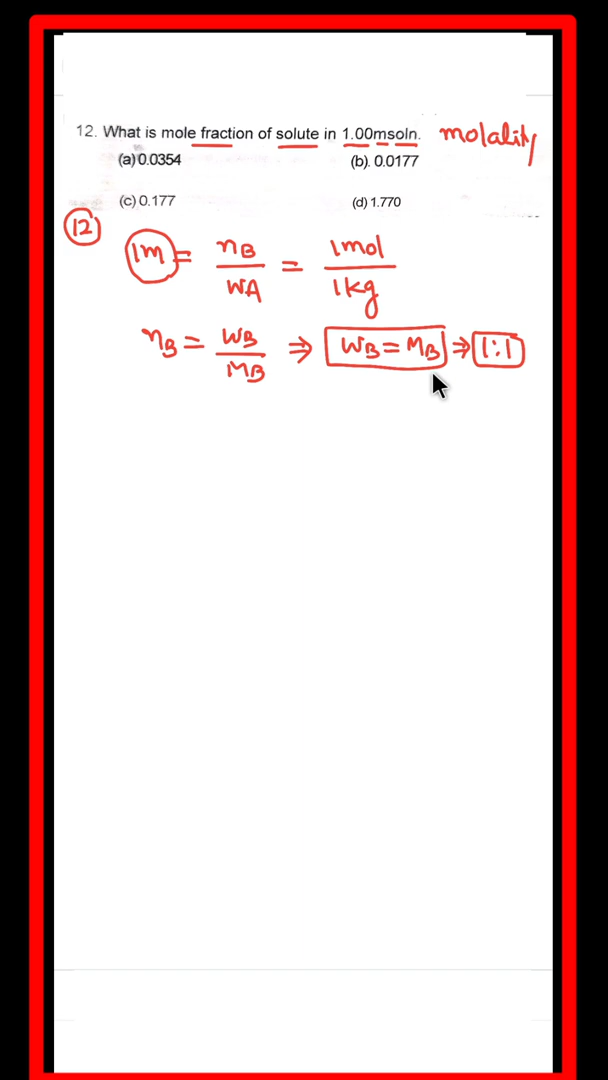 12. What is mole fraction of solute in 1.00msoln. molality
(a) 0.0354 (b). 0.0177
(c) 0.177 (d) 1.770
12
1m = nB/WA = 1mol/1kg
nB = WB/MB ⇒ WB = MB ⇒ 1:1